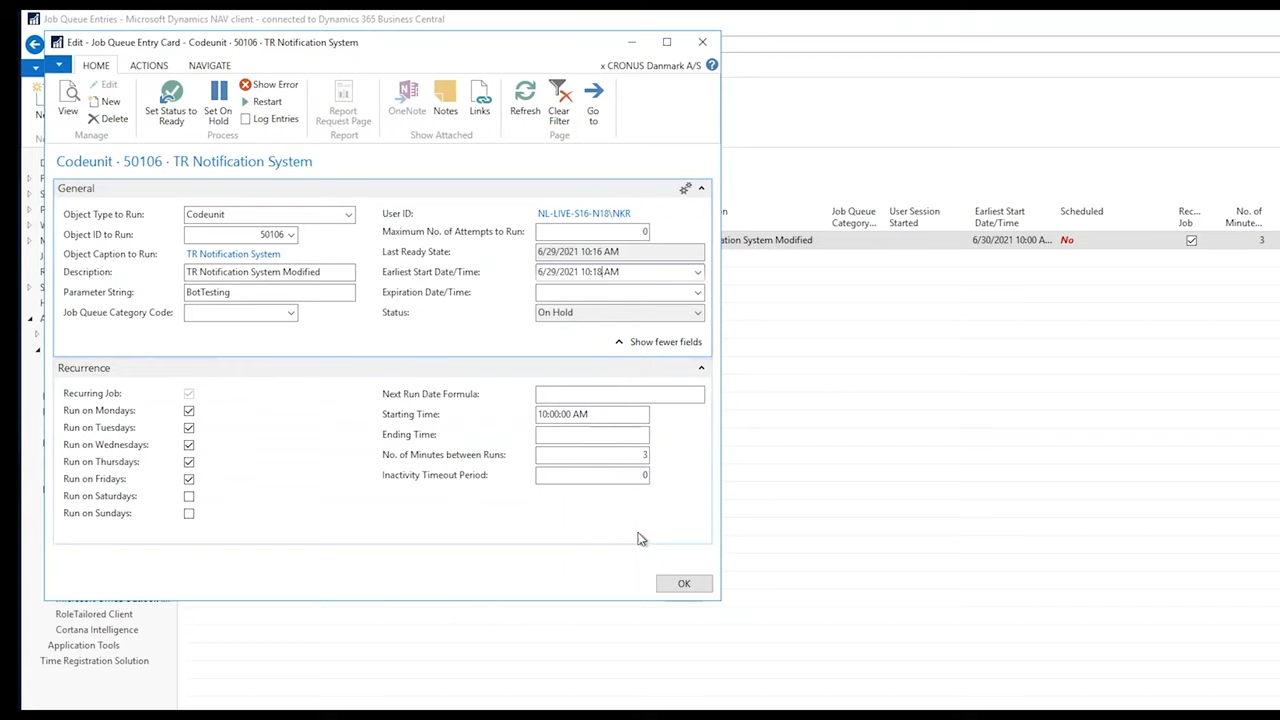 Job Queue Entries - Microsoft Dynamics NAV client - connected to Dynamics 365 Business Central
Edit - Job Queue Entry Card - Codeunit · 50106 · TR Notification System
HOME ACTIONS NAVIGATE x CRONUS Danmark A/S
View Edit New Delete Set Status to Ready Set On Hold Show Error Restart Log Entries Report Request Page OneNote Notes Links Refresh Clear Filter Go to
Manage Process Report Show Attached Page
Codeunit · 50106 · TR Notification System
General
Object Type to Run: Codeunit
Object ID to Run: 50106
Object Caption to Run: TR Notification System
Description: TR Notification System Modified
Parameter String: BotTesting
Job Queue Category Code:
User ID: NL-LIVE-S16-N18\NKR
Maximum No. of Attempts to Run: 0
Last Ready State: 6/29/2021 10:16 AM
Earliest Start Date/Time: 6/29/2021 10:18 AM
Expiration Date/Time:
Status: On Hold
Show fewer fields
Recurrence
Recurring Job:
Run on Mondays:
Run on Tuesdays:
Run on Wednesdays:
Run on Thursdays:
Run on Fridays:
Run on Saturdays:
Run on Sundays:
Next Run Date Formula:
Starting Time: 10:00:00 AM
Ending Time:
No. of Minutes between Runs: 3
Inactivity Timeout Period: 0
OK
Job Queue Category... User Session Started Earliest Start Date/Time Scheduled Rec... Job No. of Minute...
System Modified 6/30/2021 10:00 A... No 3
RoleTailored Client
Cortana Intelligence
Application Tools
Time Registration Solution